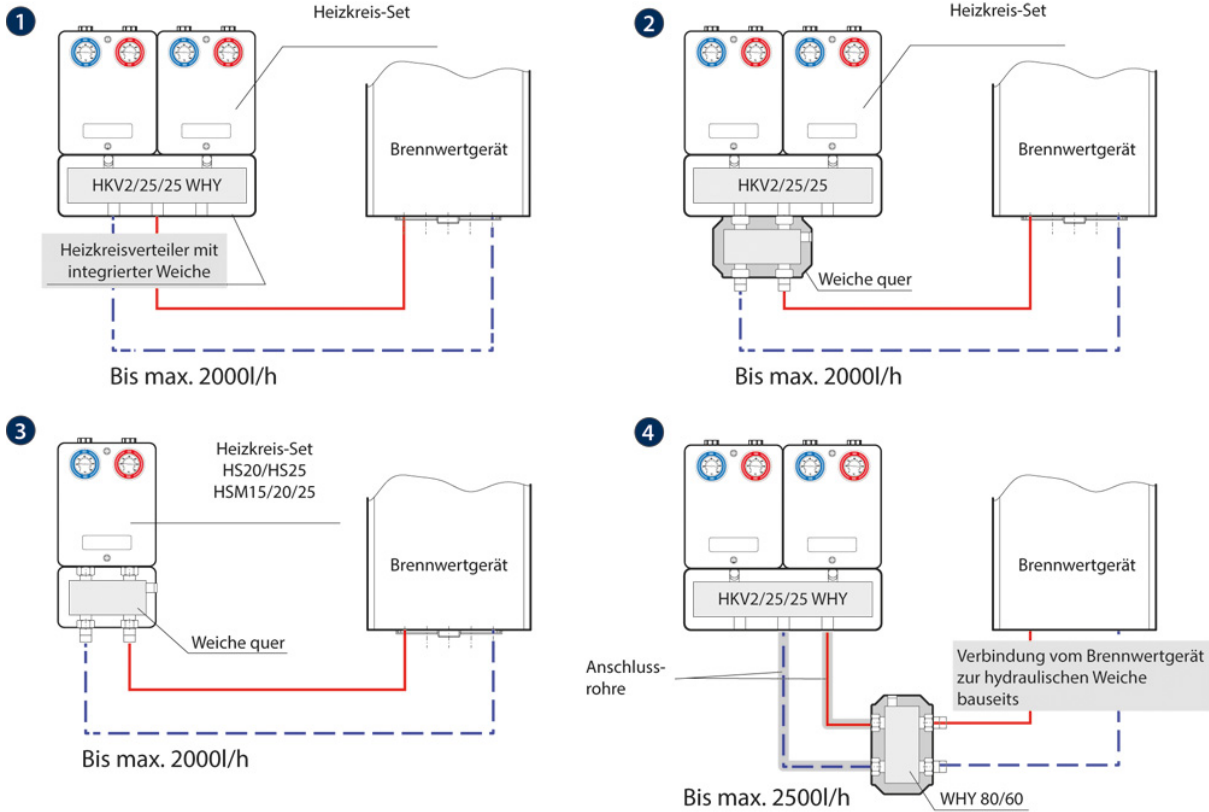 1
Heizkreis-Set
Brennwertgerät
HKV2/25/25 WHY
Heizkreisverteiler mit
integrierter Weiche
Bis max. 2000l/h
2
Heizkreis-Set
Brennwertgerät
HKV2/25/25
Weiche quer
Bis max. 2000l/h
3
Heizkreis-Set
HS20/HS25
HSM15/20/25
Brennwertgerät
Weiche quer
Bis max. 2000l/h
4
Brennwertgerät
HKV2/25/25 WHY
Anschluss-
rohre
Verbindung vom Brennwertgerät
zur hydraulischen Weiche
bauseits
WHY 80/60
Bis max. 2500l/h